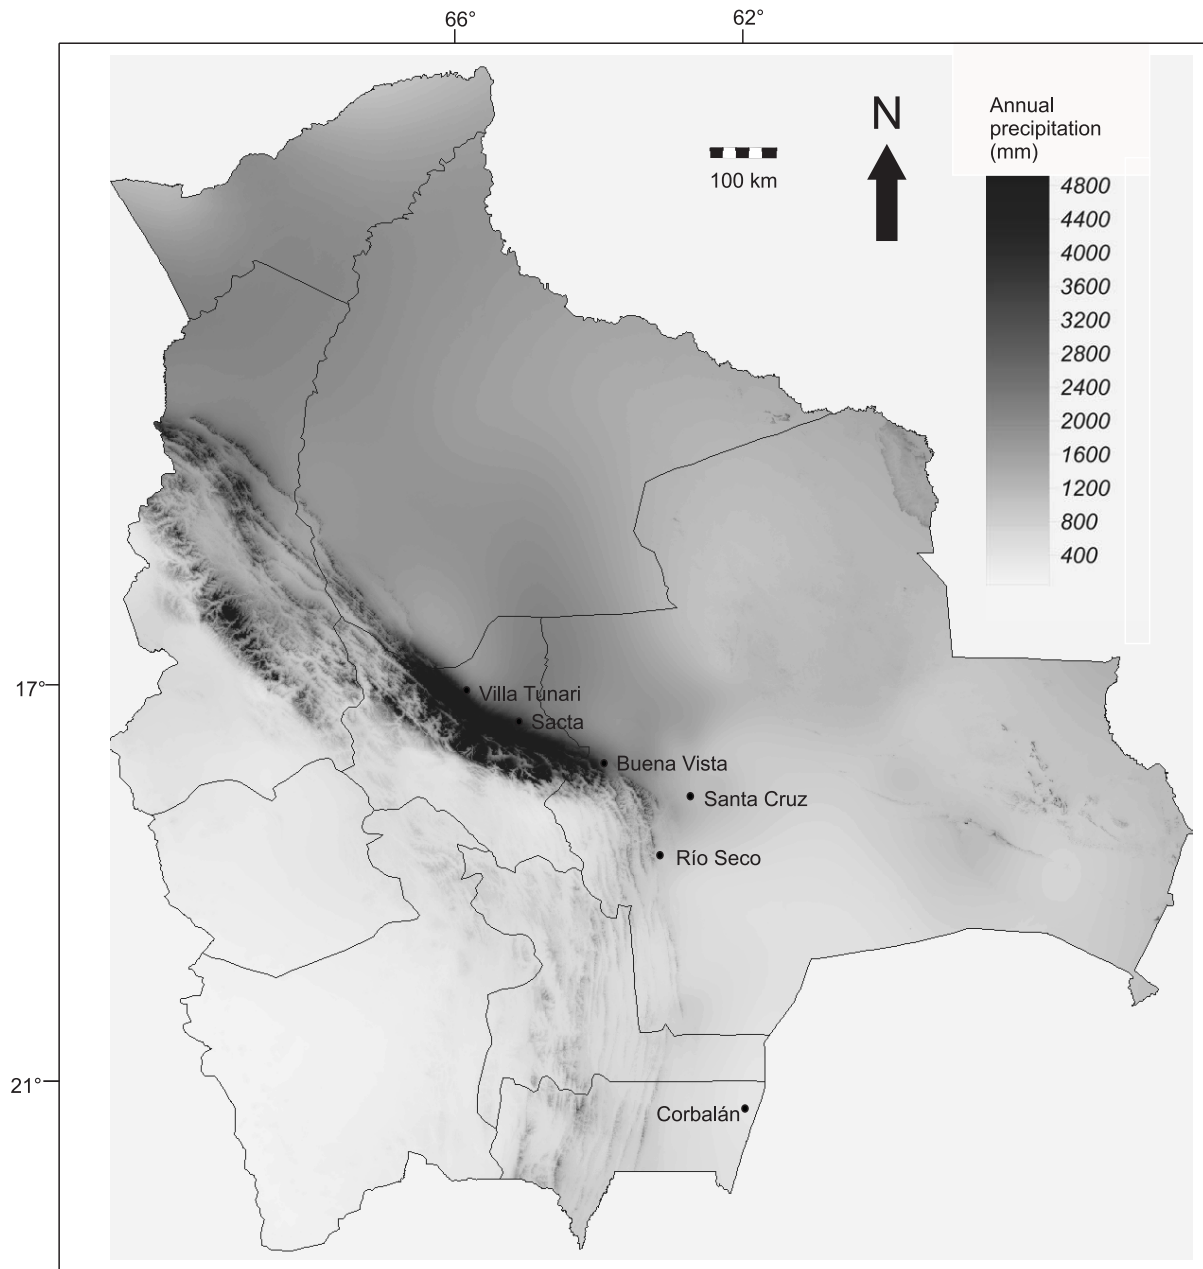 66°
62°
N
100 km
Annual
precipitation
(mm)
4800
4400
4000
3600
3200
2800
2400
2000
1600
1200
800
400
17°
Villa Tunari
Sacta
Buena Vista
Santa Cruz
Río Seco
21°
Corbalán